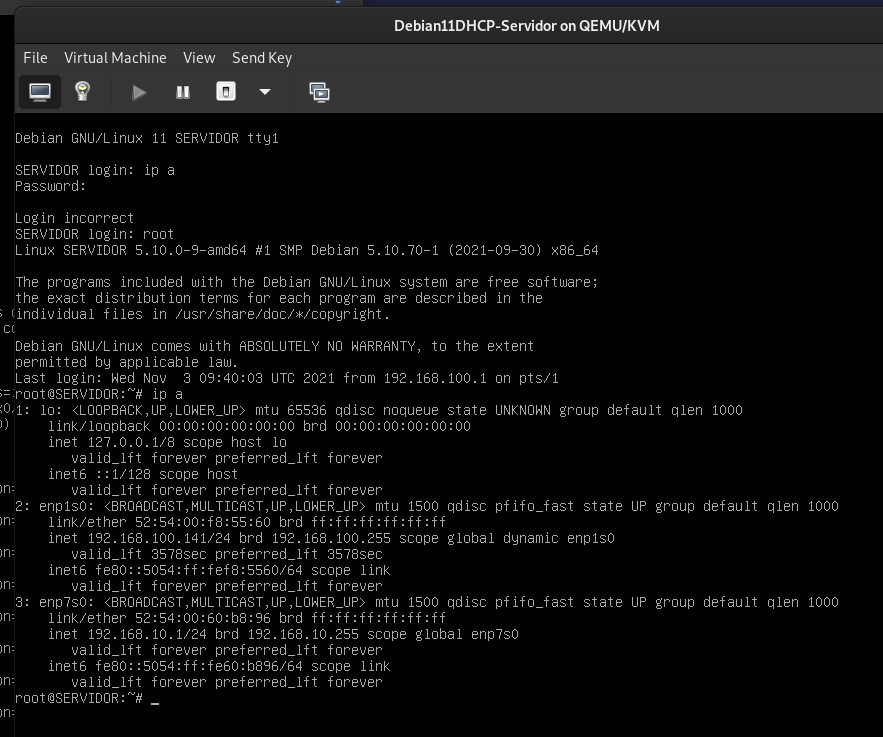 Debian11DHCP-Servidor on QEMU/KVM
File Virtual Machine View Send Key
Debian GNU/Linux 11 SERVIDOR tty1
SERVIDOR login: ip a
Password:
Login incorrect
SERVIDOR login: root
Linux SERVIDOR 5.10.0-9-amd64 #1 SMP Debian 5.10.70-1 (2021-09-30) x86_64
The programs included with the Debian GNU/Linux system are free software;
the exact distribution terms for each program are described in the
individual files in /usr/share/doc/*/copyright.
Debian GNU/Linux comes with ABSOLUTELY NO WARRANTY, to the extent
permitted by applicable law.
Last login: Wed Nov  3 09:40:03 UTC 2021 from 192.168.100.1 on pts/1
root@SERVIDOR:~# ip a
1: lo: <LOOPBACK,UP,LOWER_UP> mtu 65536 qdisc noqueue state UNKNOWN group default qlen 1000
    link/loopback 00:00:00:00:00:00 brd 00:00:00:00:00:00
    inet 127.0.0.1/8 scope host lo
       valid_lft forever preferred_lft forever
    inet6 ::1/128 scope host
       valid_lft forever preferred_lft forever
2: enp1s0: <BROADCAST,MULTICAST,UP,LOWER_UP> mtu 1500 qdisc pfifo_fast state UP group default qlen 1000
    link/ether 52:54:00:f8:55:60 brd ff:ff:ff:ff:ff:ff
    inet 192.168.100.141/24 brd 192.168.100.255 scope global dynamic enp1s0
       valid_lft 3578sec preferred_lft 3578sec
    inet6 fe80::5054:ff:fef8:5560/64 scope link
       valid_lft forever preferred_lft forever
3: enp7s0: <BROADCAST,MULTICAST,UP,LOWER_UP> mtu 1500 qdisc pfifo_fast state UP group default qlen 1000
    link/ether 52:54:00:60:b8:96 brd ff:ff:ff:ff:ff:ff
    inet 192.168.10.1/24 brd 192.168.10.255 scope global enp7s0
       valid_lft forever preferred_lft forever
    inet6 fe80::5054:ff:fe60:b896/64 scope link
       valid_lft forever preferred_lft forever
root@SERVIDOR:~# _